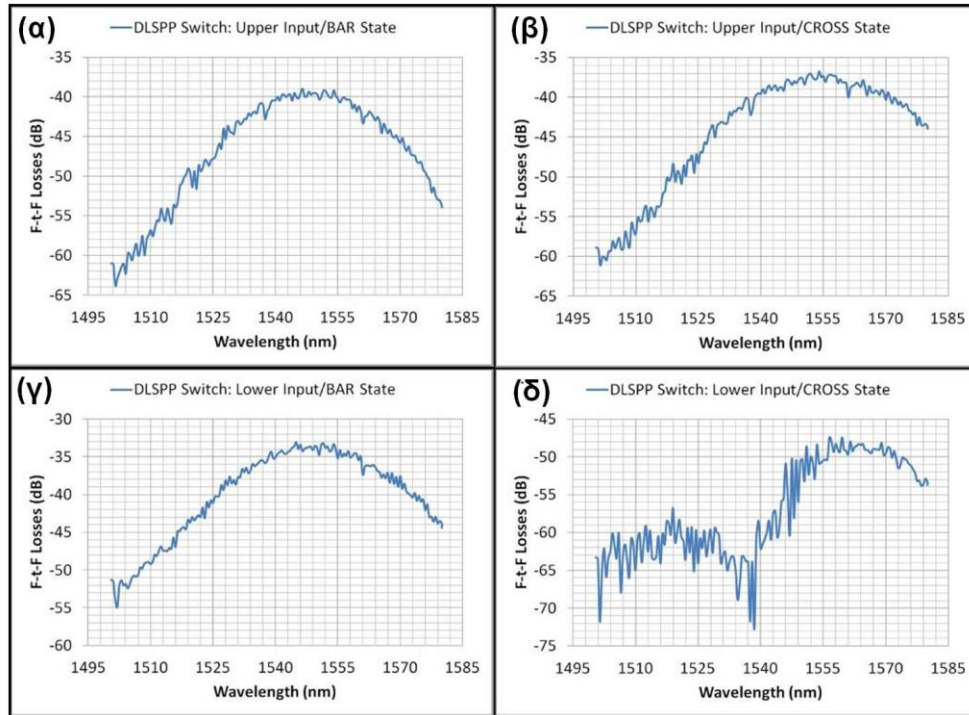 (α)
DLSPP Switch: Upper Input/BAR State
F-t-F Losses (dB)
-35
-40
-45
-50
-55
-60
-65
1495 1510 1525 1540 1555 1570 1585
Wavelength (nm)
(β)
DLSPP Switch: Upper Input/CROSS State
F-t-F Losses (dB)
-35
-40
-45
-50
-55
-60
-65
1495 1510 1525 1540 1555 1570 1585
Wavelength (nm)
(γ)
DLSPP Switch: Lower Input/BAR State
F-t-F Losses (dB)
-30
-35
-40
-45
-50
-55
-60
1495 1510 1525 1540 1555 1570 1585
Wavelength (nm)
(δ)
DLSPP Switch: Lower Input/CROSS State
F-t-F Losses (dB)
-45
-50
-55
-60
-65
-70
-75
1495 1510 1525 1540 1555 1570 1585
Wavelength (nm)